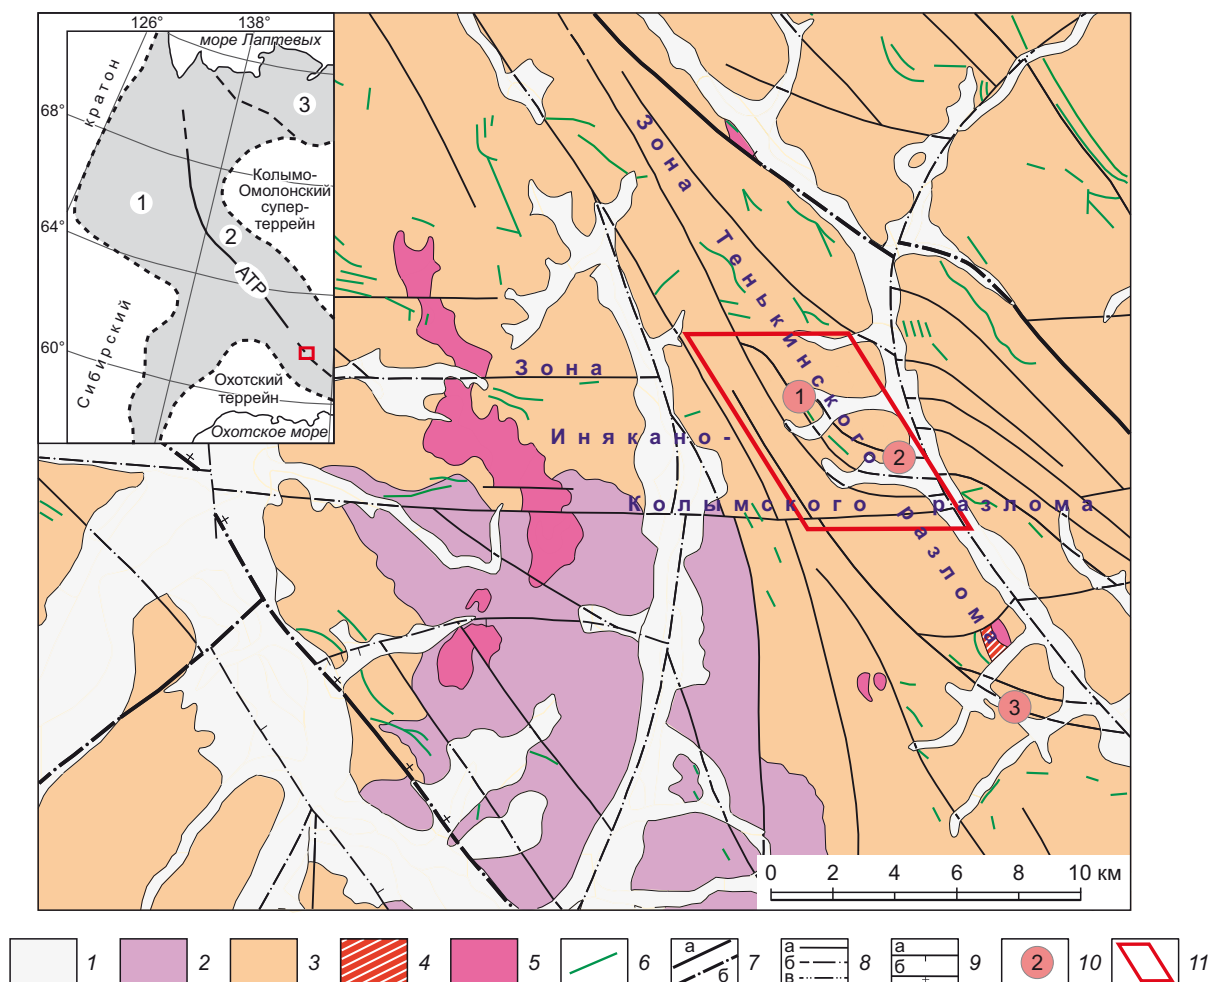 126° 138°
море Лаптевых
68°
кратон
3
Колымо-
Омолонский
супер-
террейн
1
64°
2
АТР
Сибирский
60°
Охотский
террейн
Охотское море
Зона
Тенькинского
разлома
Зона
Инякано-
Колымского разлома
1
2
3
0 2 4 6 8 10 км
1
2
3
4
5
а
б
6
7
а
б
в
8
а
б
9
2
10
11